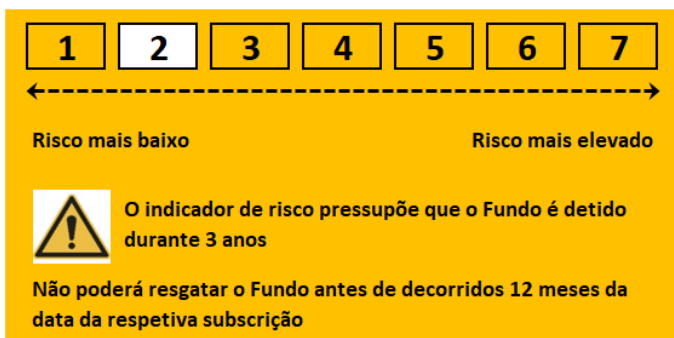 1 2 3 4 5 6 7
Risco mais baixo Risco mais elevado
O indicador de risco pressupõe que o Fundo é detido
durante 3 anos
Não poderá resgatar o Fundo antes de decorridos 12 meses da
data da respetiva subscrição